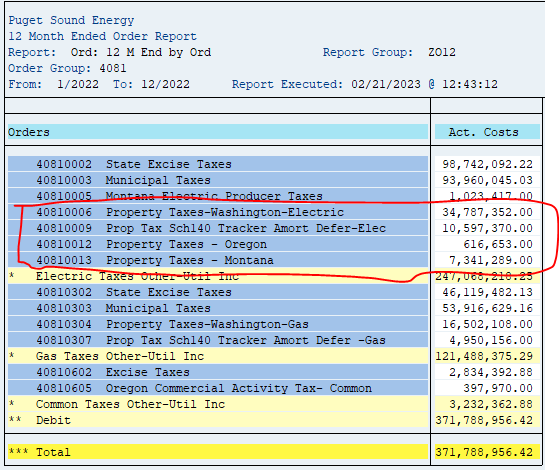 Puget Sound Energy
12 Month Ended Order Report
Report: Ord: 12 M End by Ord Report Group: ZO12
Order Group: 4081
From: 1/2022 To: 12/2022 Report Executed: 02/21/2023 @ 12:43:12
Orders Act. Costs
40810002 State Excise Taxes 98,742,092.22
40810003 Municipal Taxes 93,960,045.03
40810005 Montana Electric Producer Taxes 1,023,417.00
40810006 Property Taxes-Washington-Electric 34,787,352.00
40810009 Prop Tax Sch140 Tracker Amort Defer-Elec 10,597,370.00
40810012 Property Taxes - Oregon 616,653.00
40810013 Property Taxes - Montana 7,341,289.00
* Electric Taxes Other-Util Inc 247,068,218.25
40810302 State Excise Taxes 46,119,482.13
40810303 Municipal Taxes 53,916,629.16
40810304 Property Taxes-Washington-Gas 16,502,108.00
40810307 Prop Tax Sch140 Tracker Amort Defer -Gas 4,950,156.00
* Gas Taxes Other-Util Inc 121,488,375.29
40810602 Excise Taxes 2,834,392.88
40810605 Oregon Commercial Activity Tax- Common 397,970.00
* Common Taxes Other-Util Inc 3,232,362.88
** Debit 371,788,956.42
*** Total 371,788,956.42